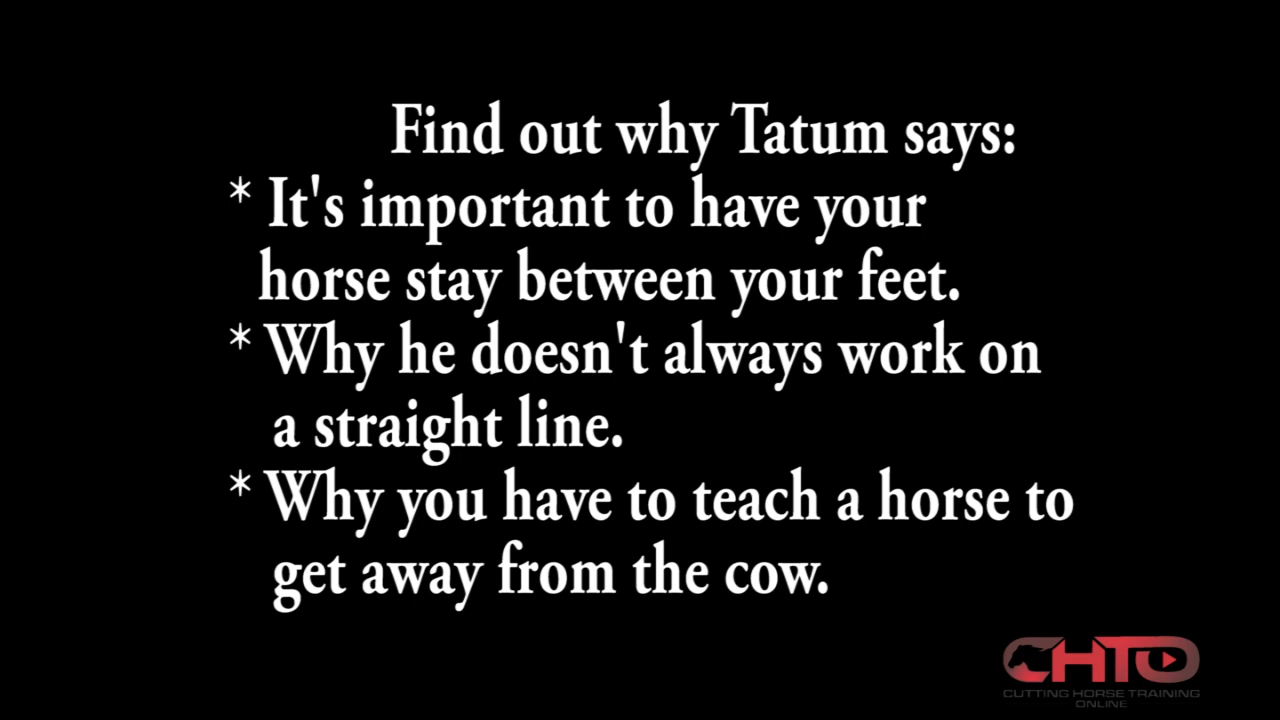 Find out why Tatum says:
* It's important to have your
horse stay between your feet.
* Why he doesn't always work on
a straight line.
* Why you have to teach a horse to
get away from the cow.
CHTO
CUTTING HORSE TRAINING
ONLINE